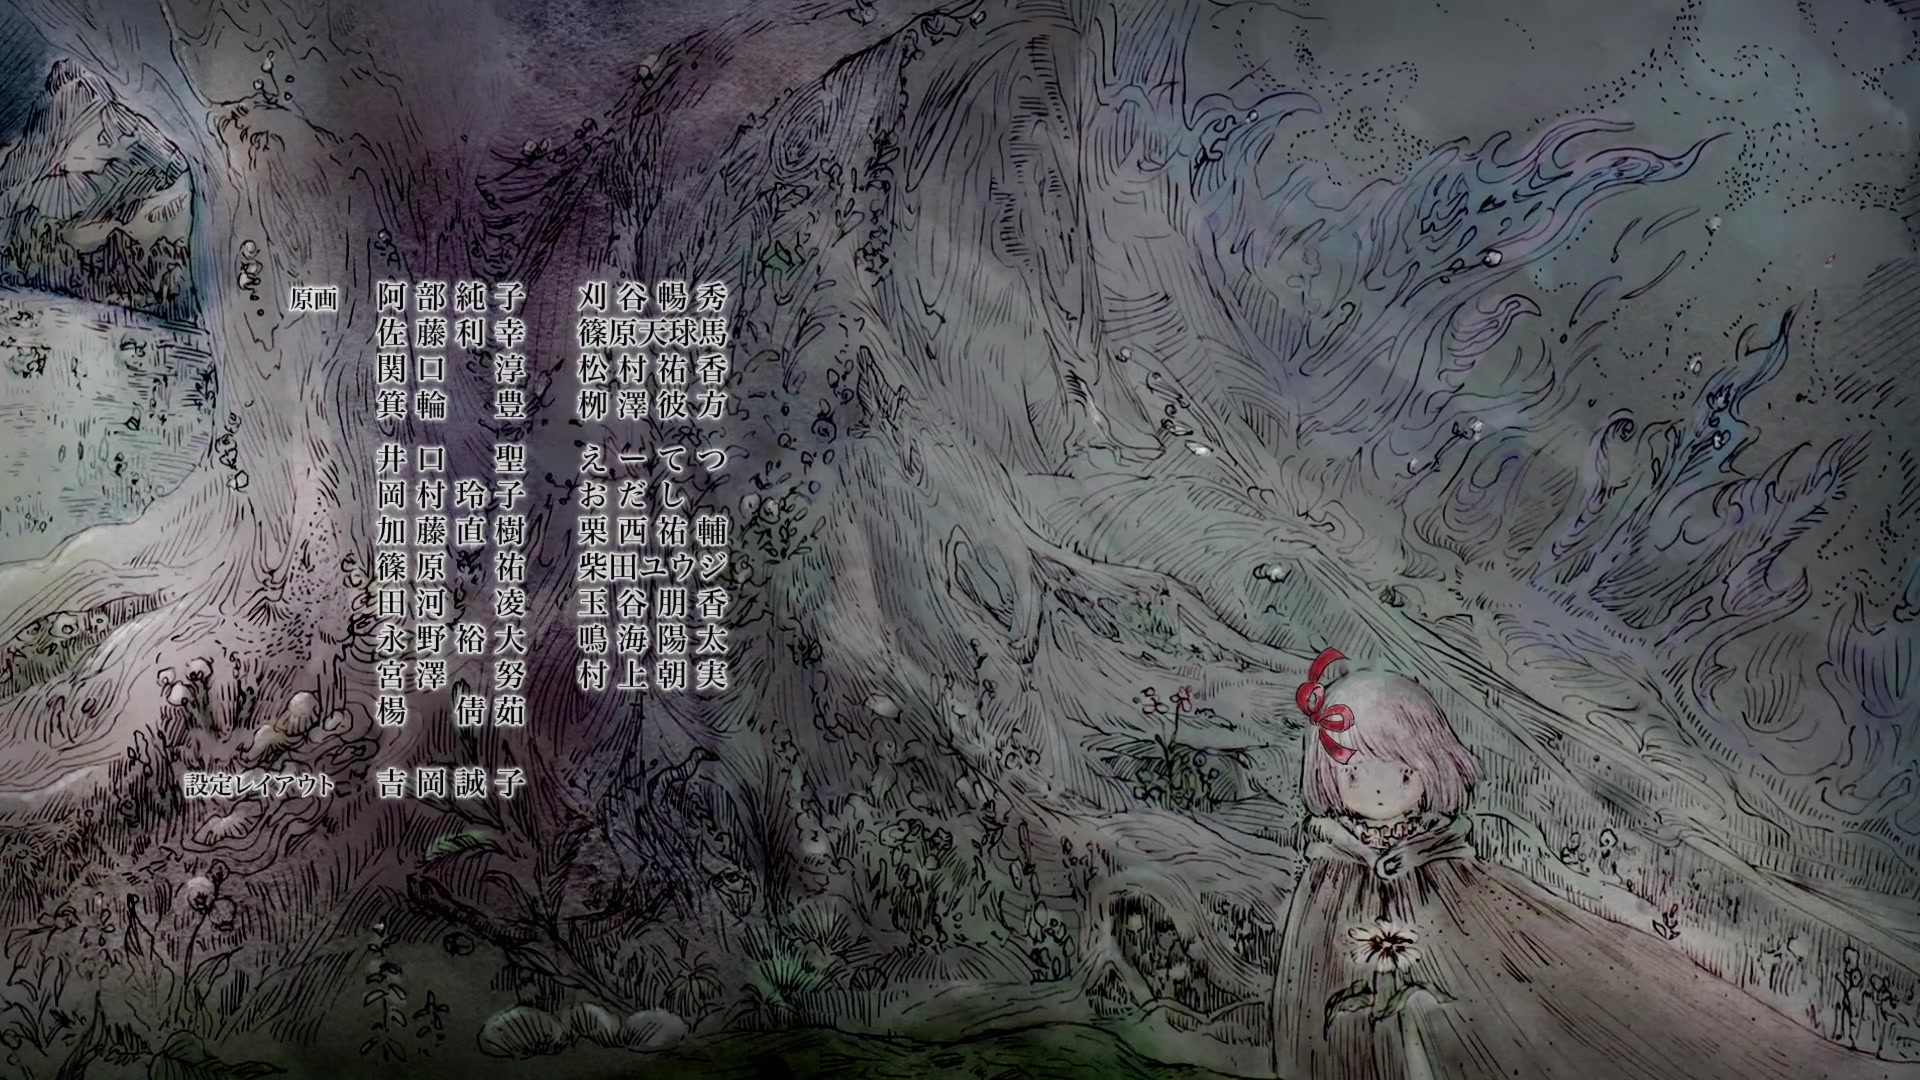 原画 阿部純子 刈谷暢秀
佐藤利幸 篠原天球馬
関口淳 松村祐香
箕輪豊 柳澤彼方
井口聖 えーてつ
岡村玲子 おだし
加藤直樹 栗西祐輔
篠原祐 柴田ユウジ
田河凌 玉谷朋香
永野裕大 鳴海陽太
宮澤努 村上朝実
楊倩茹
設定レイアウト 吉岡誠子